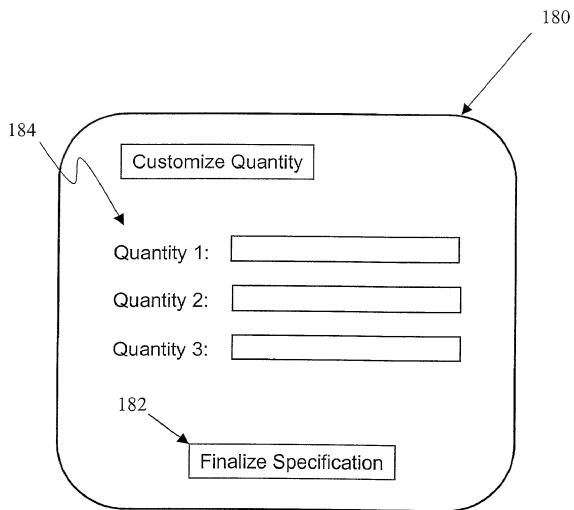 180
184
Customize Quantity
Quantity 1:
Quantity 2:
Quantity 3:
182
Finalize Specification